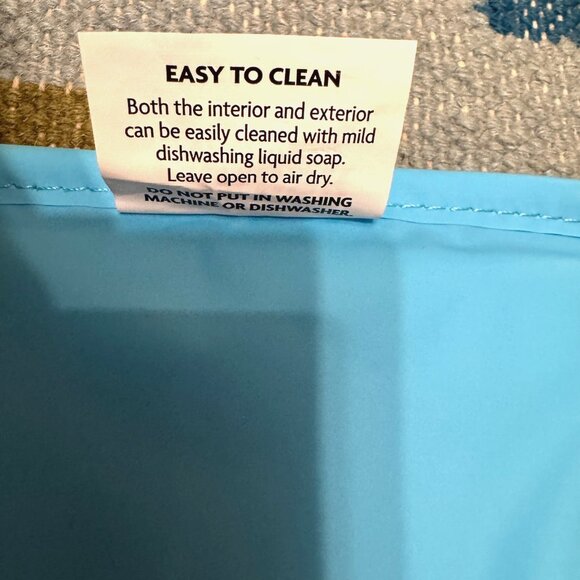 EASY TO CLEAN
Both the interior and exterior
can be easily cleaned with mild
dishwashing liquid soap.
Leave open to air dry.
DO NOT PUT IN WASHING
MACHINE OR DISHWASHER.